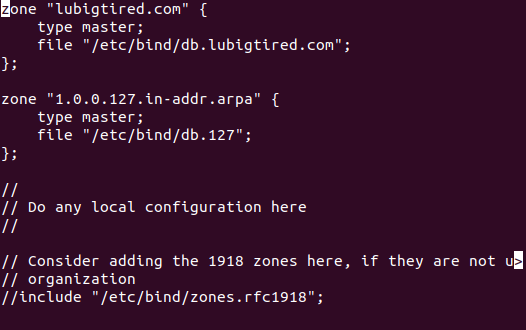 zone "lubigtired.com" {
    type master;
    file "/etc/bind/db.lubigtired.com";
};

zone "1.0.0.127.in-addr.arpa" {
    type master;
    file "/etc/bind/db.127";
};

//
// Do any local configuration here
//

// Consider adding the 1918 zones here, if they are not u>
// organization
//include "/etc/bind/zones.rfc1918";